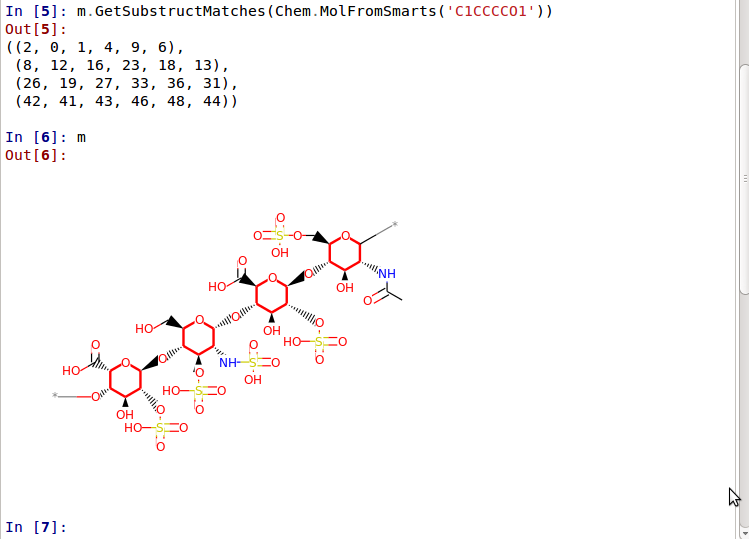 In [5]: m.GetSubstructMatches(Chem.MolFromSmarts('C1CCCCO1'))
Out[5]:
((2, 0, 1, 4, 9, 6),
 (8, 12, 16, 23, 18, 13),
 (26, 19, 27, 33, 36, 31),
 (42, 41, 43, 46, 48, 44))
In [6]: m
Out[6]:
O
O S O O *
OH
O O NH
HO O OH O
O
HO O OH O
HO S O
O
O O NH S O
HO O O OH
HO S O
* O O
OH O
HO S O
O
In [7]: